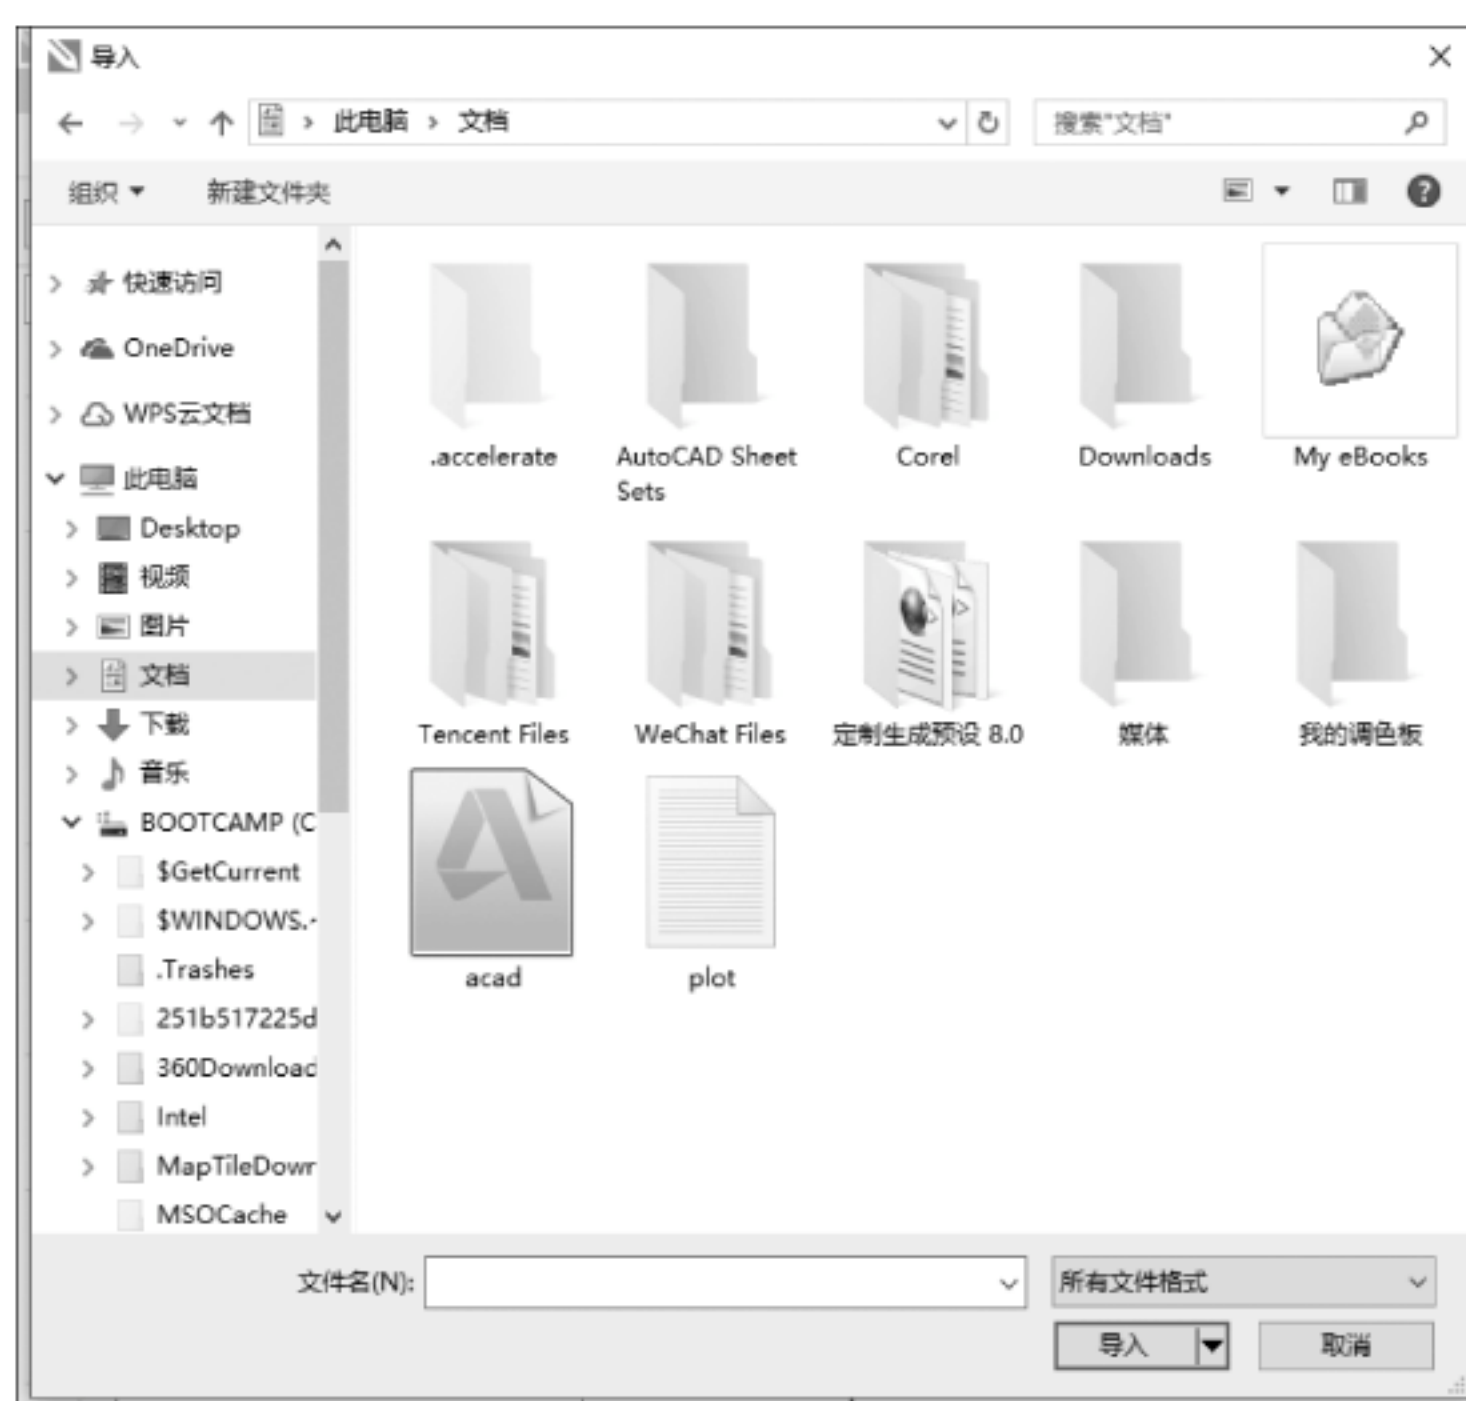 导入
此电脑 > 文档
搜索"文档"
组织
新建文件夹
快速访问
OneDrive
WPS云文档
此电脑
Desktop
视频
图片
文档
下载
音乐
BOOTCAMP (C
$GetCurrent
$WINDOWS.~
.Trashes
251b517225d
360Download
Intel
MapTileDowr
MSOCache
.accelerate
AutoCAD Sheet
Sets
Corel
Downloads
My eBooks
Tencent Files
WeChat Files
定制生成预设 8.0
媒体
我的调色板
acad
plot
文件名(N):
所有文件格式
导入
取消